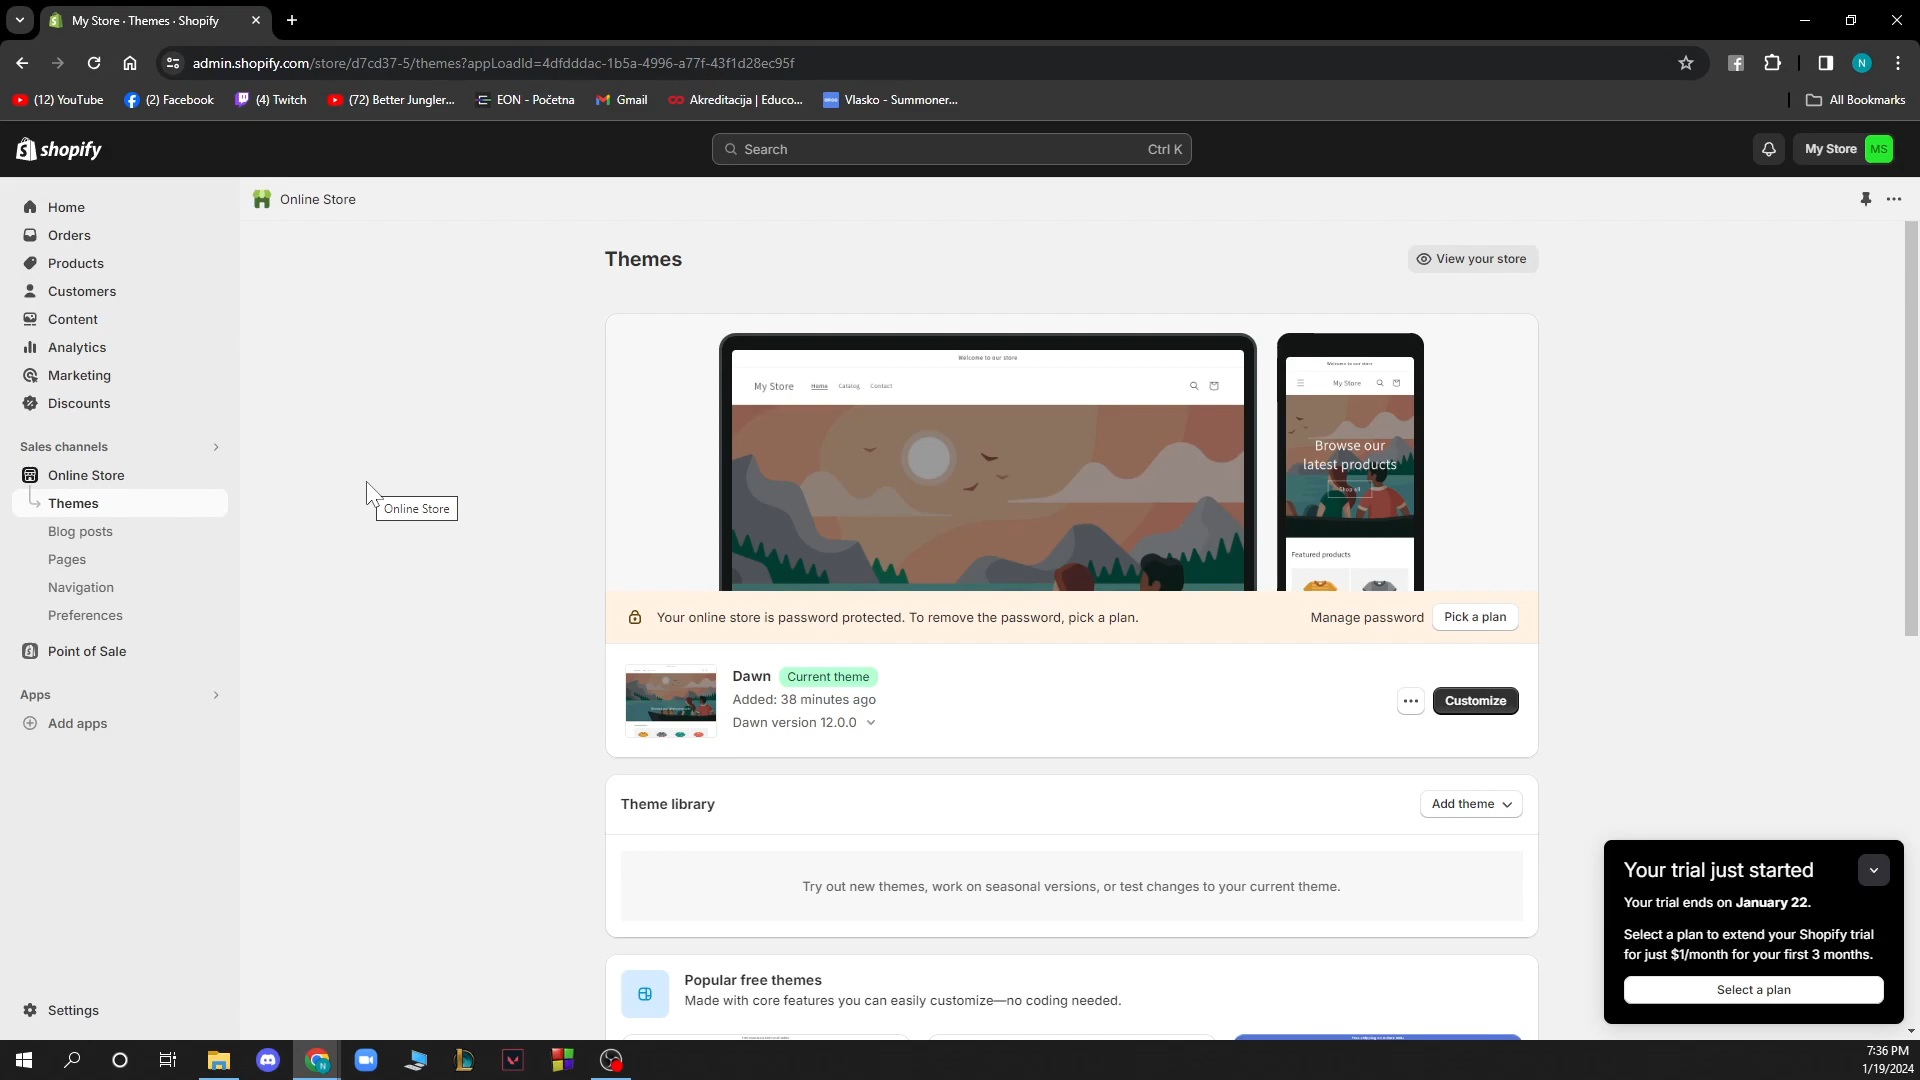 My Store · Themes · Shopify
admin.shopify.com/store/d7cd37-5/themes?appLoadId=4dfdddac-1b5a-4996-a77f-43f1d28ec95f
N
(12) YouTube
(2) Facebook
(4) Twitch
(72) Better Jungler...
EON - Početna
Gmail
Akreditacija | Educo...
Vlasko - Summoner...
All Bookmarks
shopify
Search
Ctrl K
My Store
MS
Home
Orders
Products
Customers
Content
Analytics
Marketing
Discounts
Sales channels
Online Store
Themes
Blog posts
Pages
Navigation
Preferences
Point of Sale
Apps
Add apps
Settings
Online Store
Online Store
Themes
View your store
Welcome to our store
My Store
Home
Catalog
Contact
Welcome to our store
My Store
Browse our
latest products
Shop all
Featured products
Your online store is password protected. To remove the password, pick a plan.
Manage password
Pick a plan
Dawn
Current theme
Added: 38 minutes ago
Dawn version 12.0.0
Customize
Theme library
Add theme
Try out new themes, work on seasonal versions, or test changes to your current theme.
Popular free themes
Made with core features you can easily customize—no coding needed.
Your trial just started
Your trial ends on January 22.
Select a plan to extend your Shopify trial
for just $1/month for your first 3 months.
Select a plan
7:36 PM
1/19/2024